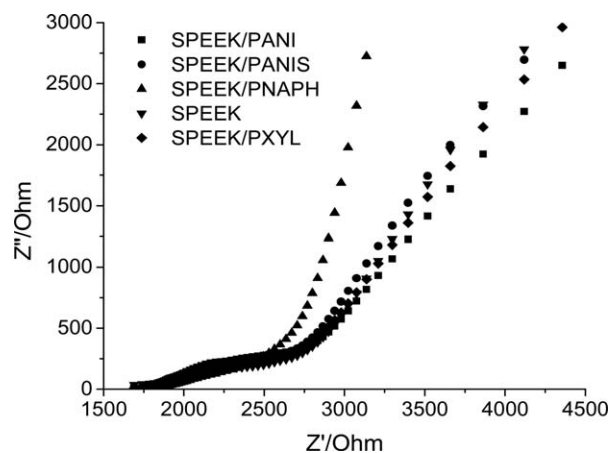 3000
2500
2000
1500
1000
500
0
Z"/Ohm
SPEEK/PANI
SPEEK/PANIS
SPEEK/PNAPH
SPEEK
SPEEK/PXYL
1500 2000 2500 3000 3500 4000 4500
Z'/Ohm